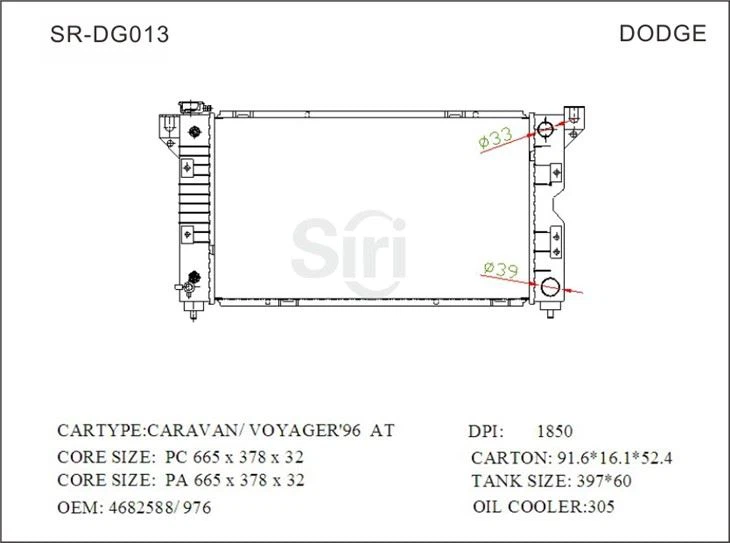 SR-DG013
DODGE
ø33
Siri
ø39
CARTYPE:CARAVAN/ VOYAGER'96 AT
DPI: 1850
CORE SIZE: PC 665 x 378 x 32
CARTON: 91.6*16.1*52.4
CORE SIZE: PA 665 x 378 x 32
TANK SIZE: 397*60
OEM: 4682588/ 976
OIL COOLER:305